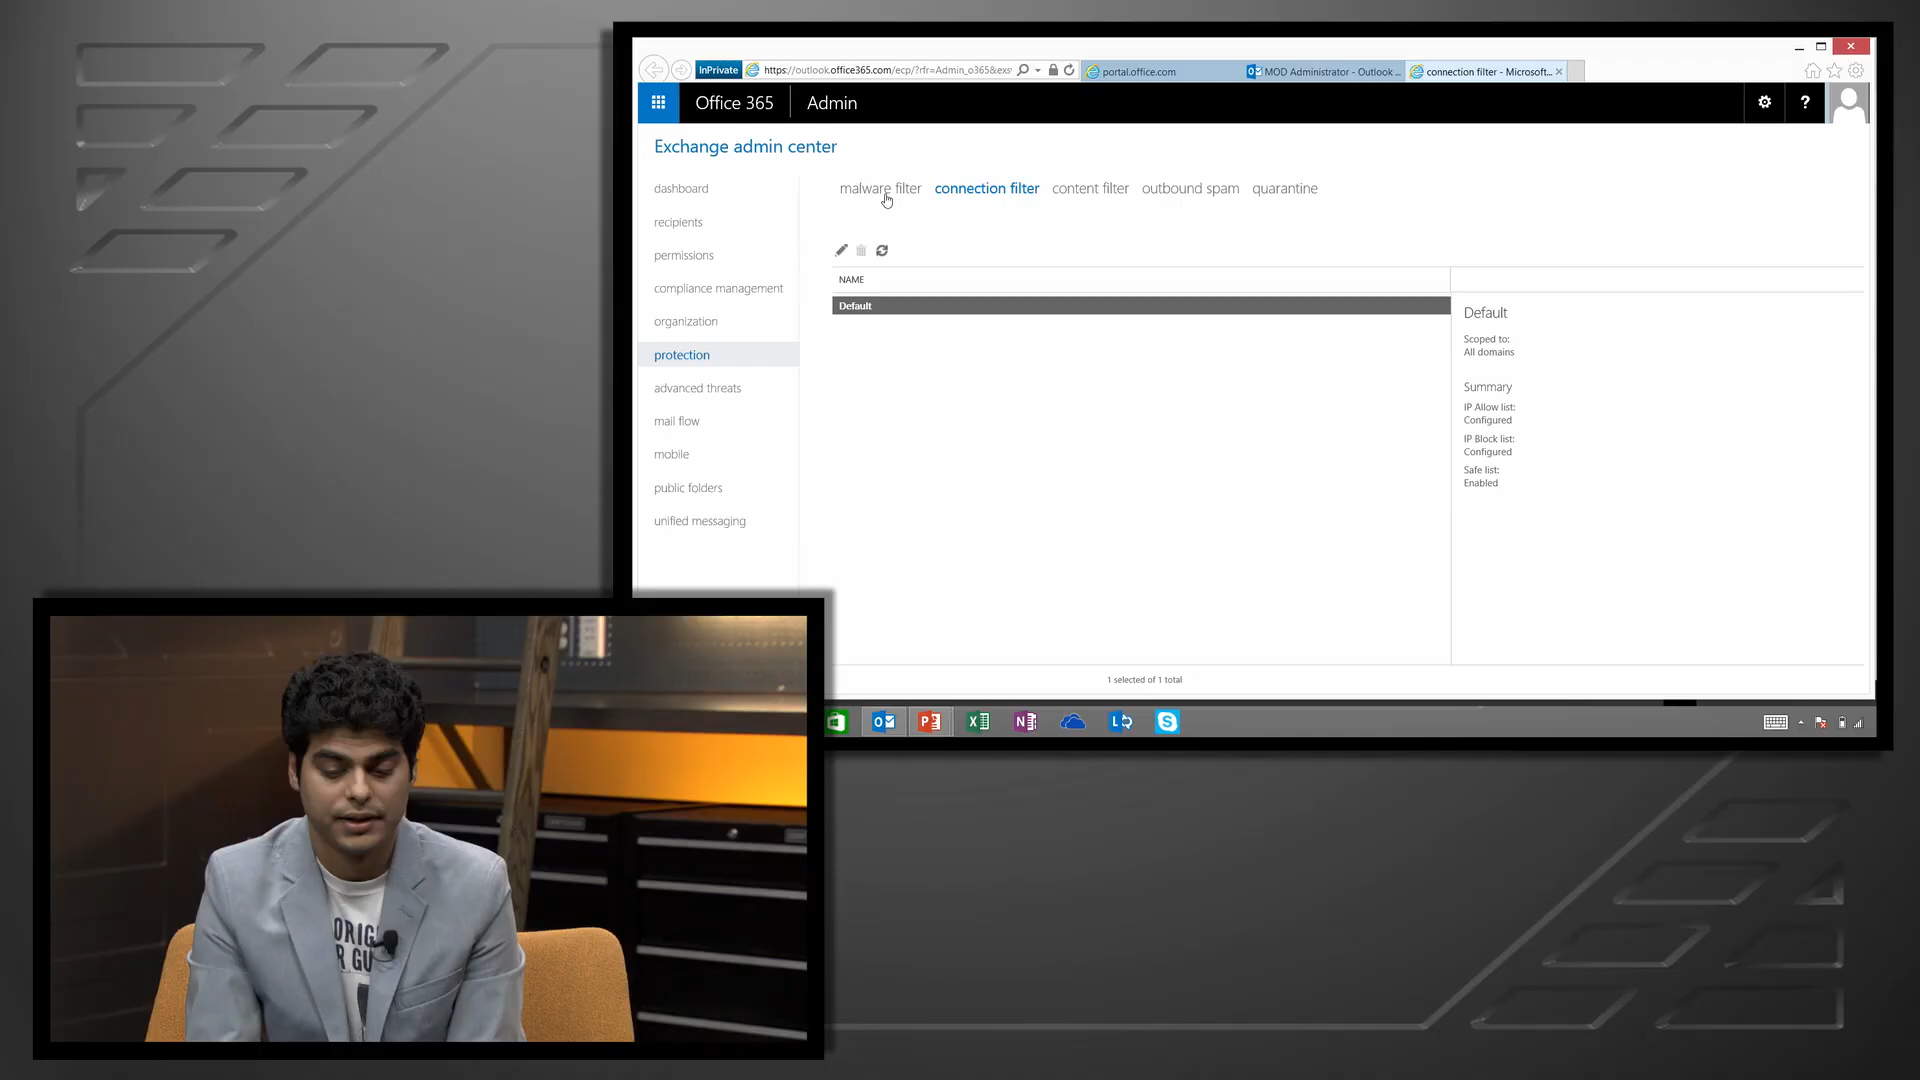 InPrivate
https://outlook.office365.com/ecp/?rfr=Admin_o365&exs
portal.office.com
MOD Administrator - Outlook ...
connection filter - Microsoft...
Office 365
Admin
?
Exchange admin center
dashboard
recipients
permissions
compliance management
organization
protection
advanced threats
mail flow
mobile
public folders
unified messaging
malware filter
connection filter
content filter
outbound spam
quarantine
NAME
Default
Default
Scoped to:
All domains
Summary
IP Allow list:
Configured
IP Block list:
Configured
Safe list:
Enabled
1 selected of 1 total